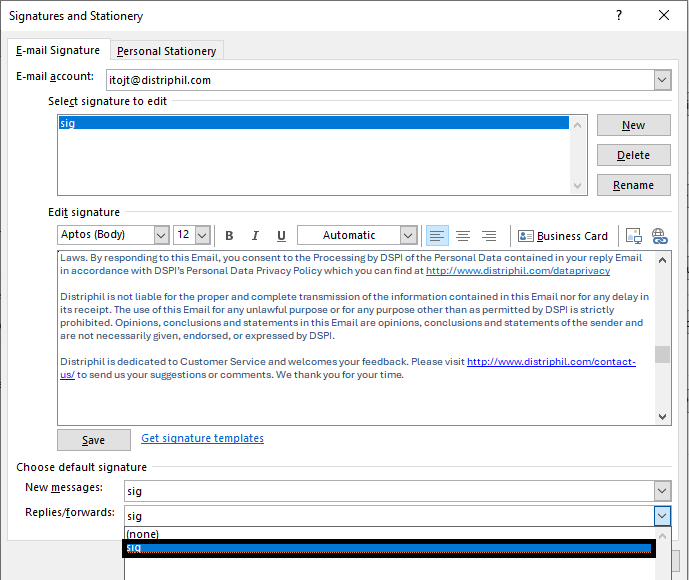 Signatures and Stationery
?
E-mail Signature
Personal Stationery
E-mail account:
itojt@distriphil.com
Select signature to edit
sig
New
Delete
Rename
Edit signature
Aptos (Body) 12 B I U Automatic Business Card
Laws. By responding to this Email, you consent to the Processing by DSPI of the Personal Data contained in your reply Email
in accordance with DSPI's Personal Data Privacy Policy which you can find at http://www.distriphil.com/dataprivacy
Distriphil is not liable for the proper and complete transmission of the information contained in this Email nor for any delay in
its receipt. The use of this Email for any unlawful purpose or for any purpose other than as permitted by DSPI is strictly
prohibited. Opinions, conclusions and statements in this Email are opinions, conclusions and statements of the sender and
are not necessarily given, endorsed, or expressed by DSPI.
Distriphil is dedicated to Customer Service and welcomes your feedback. Please visit http://www.distriphil.com/contact-
us/ to send us your suggestions or comments. We thank you for your time.
Save
Get signature templates
Choose default signature
New messages:
sig
Replies/forwards:
sig
(none)
sig